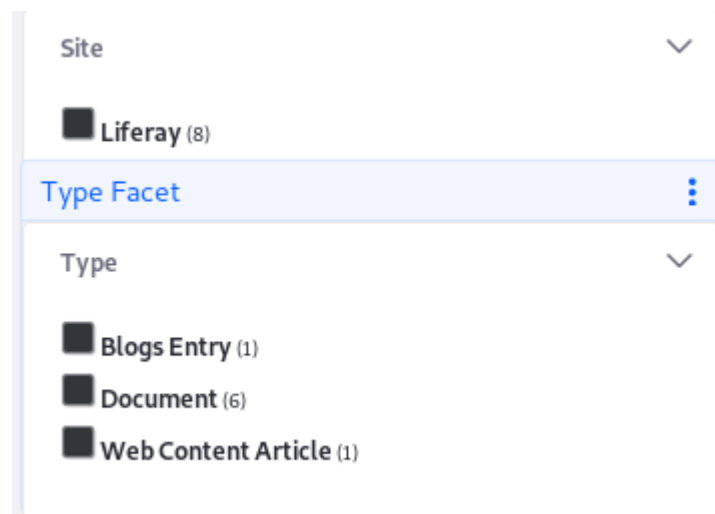 Site
Liferay (8)
Type Facet
Type
Blogs Entry (1)
Document (6)
Web Content Article (1)